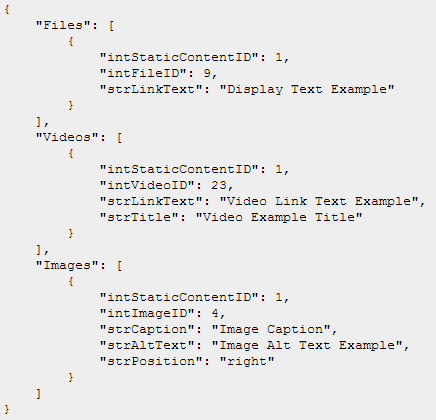 {
    "Files": [
        {
            "intStaticContentID": 1,
            "intFileID": 9,
            "strLinkText": "Display Text Example"
        }
    ],
    "Videos": [
        {
            "intStaticContentID": 1,
            "intVideoID": 23,
            "strLinkText": "Video Link Text Example",
            "strTitle": "Video Example Title"
        }
    ],
    "Images": [
        {
            "intStaticContentID": 1,
            "intImageID": 4,
            "strCaption": "Image Caption",
            "strAltText": "Image Alt Text Example",
            "strPosition": "right"
        }
    ]
}